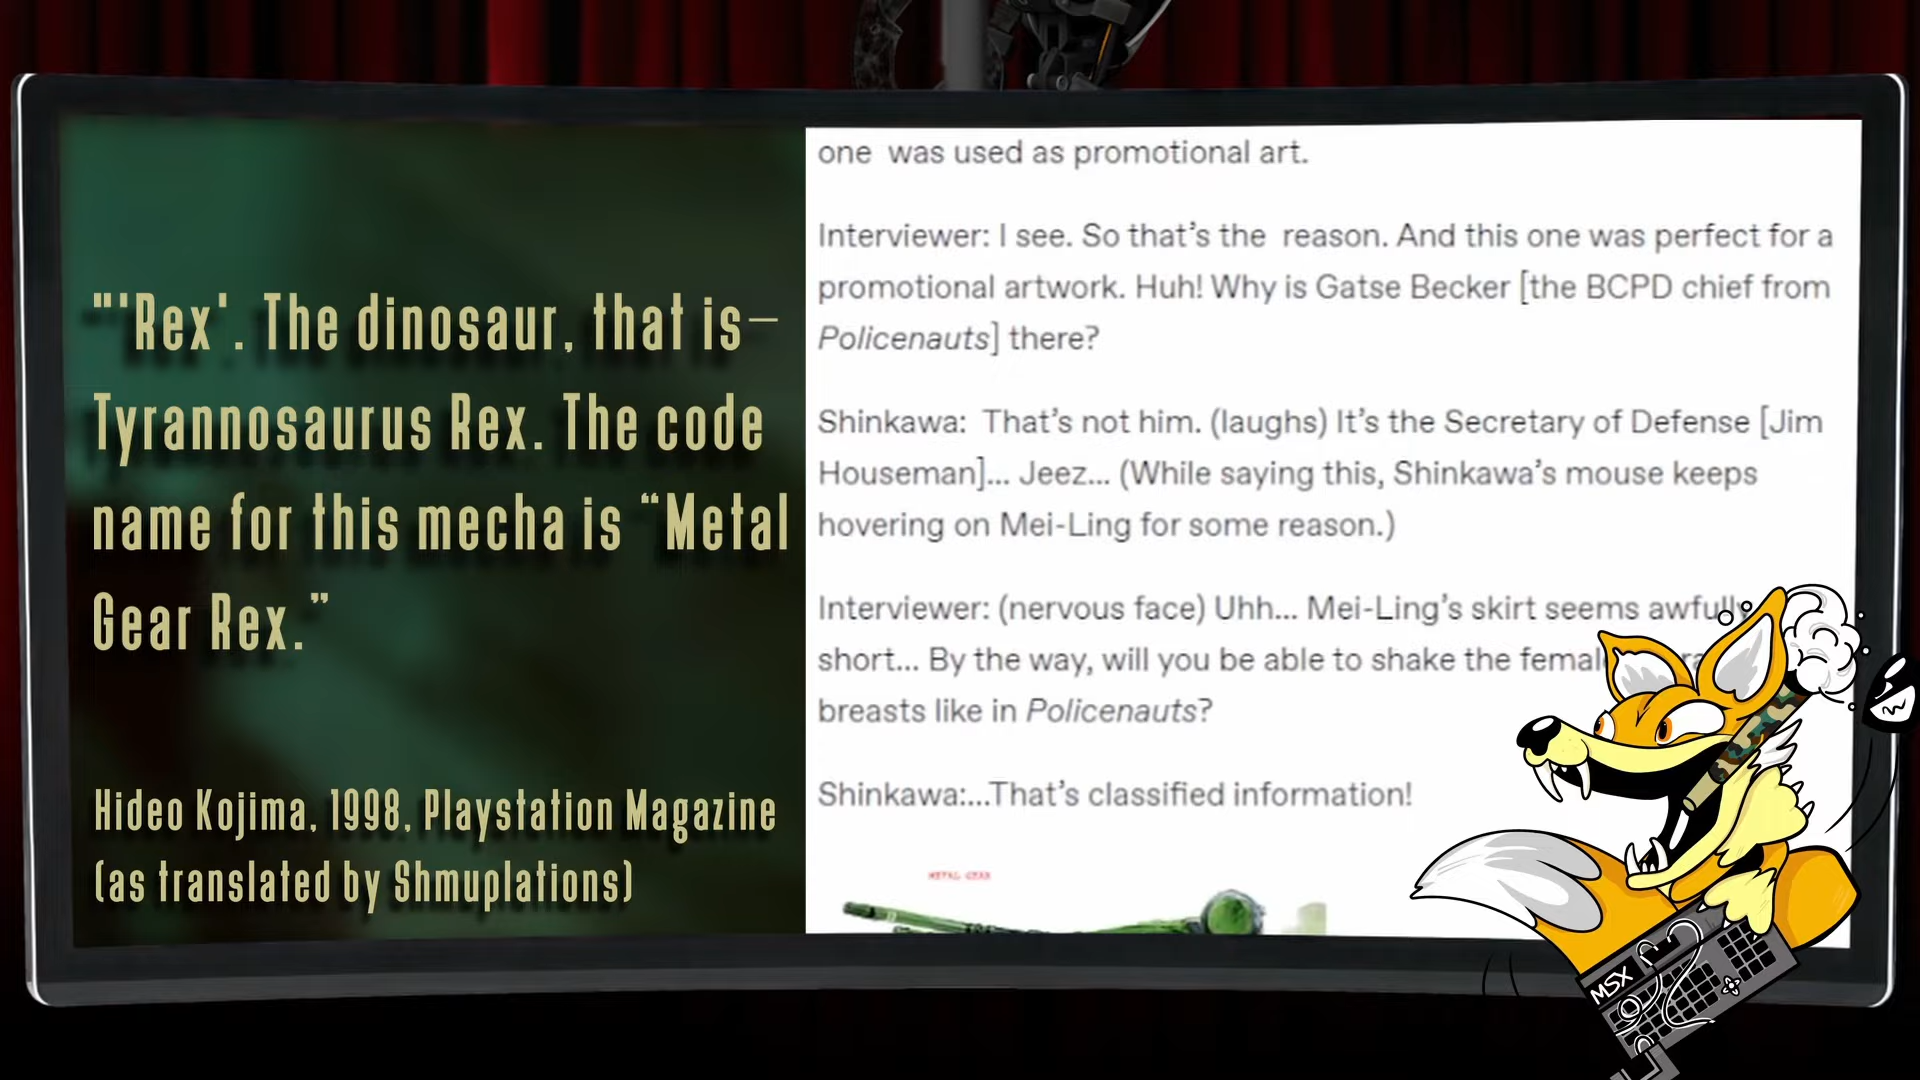 "'Rex'. The dinosaur, that is—
Tyrannosaurus Rex. The code
name for this mecha is “Metal
Gear Rex.”
Hideo Kojima, 1998, Playstation Magazine
(as translated by Shmuplations)
one was used as promotional art.
Interviewer: I see. So that’s the reason. And this one was perfect for a
promotional artwork. Huh! Why is Gatse Becker [the BCPD chief from
Policenauts] there?
Shinkawa: That’s not him. (laughs) It’s the Secretary of Defense [Jim
Houseman]... Jeez... (While saying this, Shinkawa’s mouse keeps
hovering on Mei-Ling for some reason.)
Interviewer: (nervous face) Uhh... Mei-Ling’s skirt seems awfully
short... By the way, will you be able to shake the
breasts like in Policenauts?
Shinkawa:...That’s classified information!
METAL GEAR
MSX